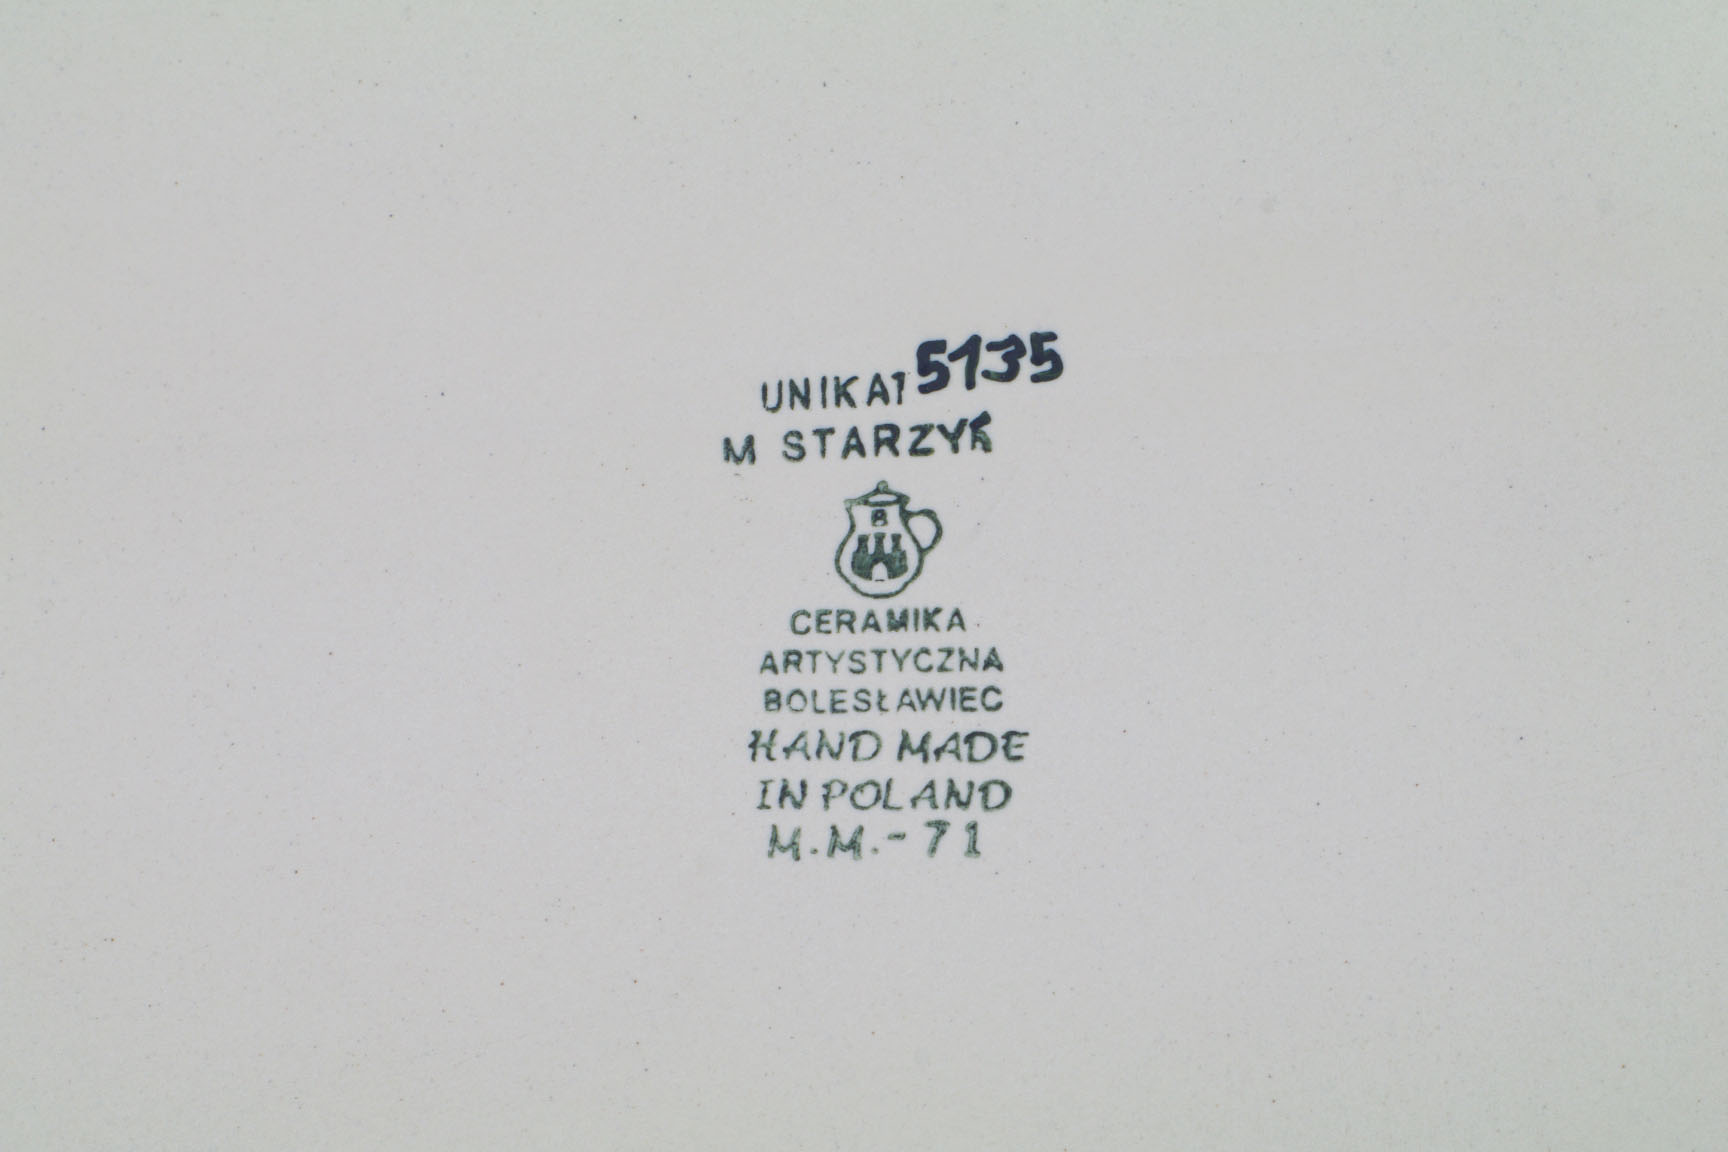 UNIKAT 5135
M STARZYK
B
CERAMIKA
ARTYSTYCZNA
BOLESŁAWIEC
HAND MADE
IN POLAND
M.M.-71